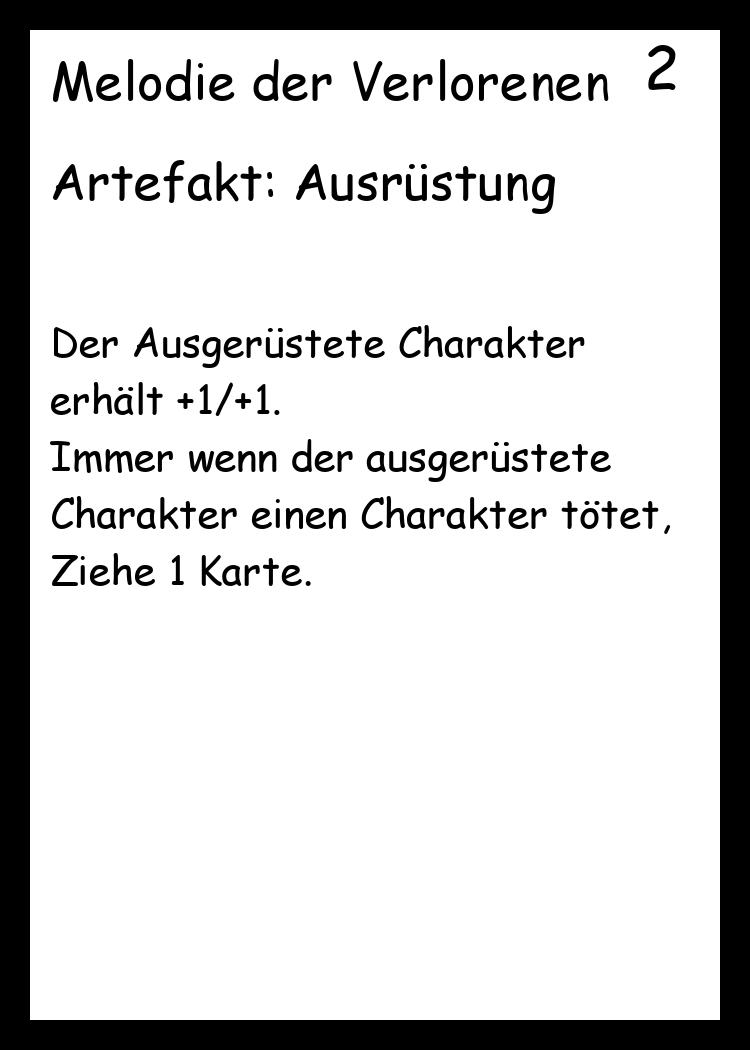 Melodie der Verlorenen 2
Artefakt: Ausrüstung
Der Ausgerüstete Charakter
erhält +1/+1.
Immer wenn der ausgerüstete
Charakter einen Charakter tötet,
Ziehe 1 Karte.